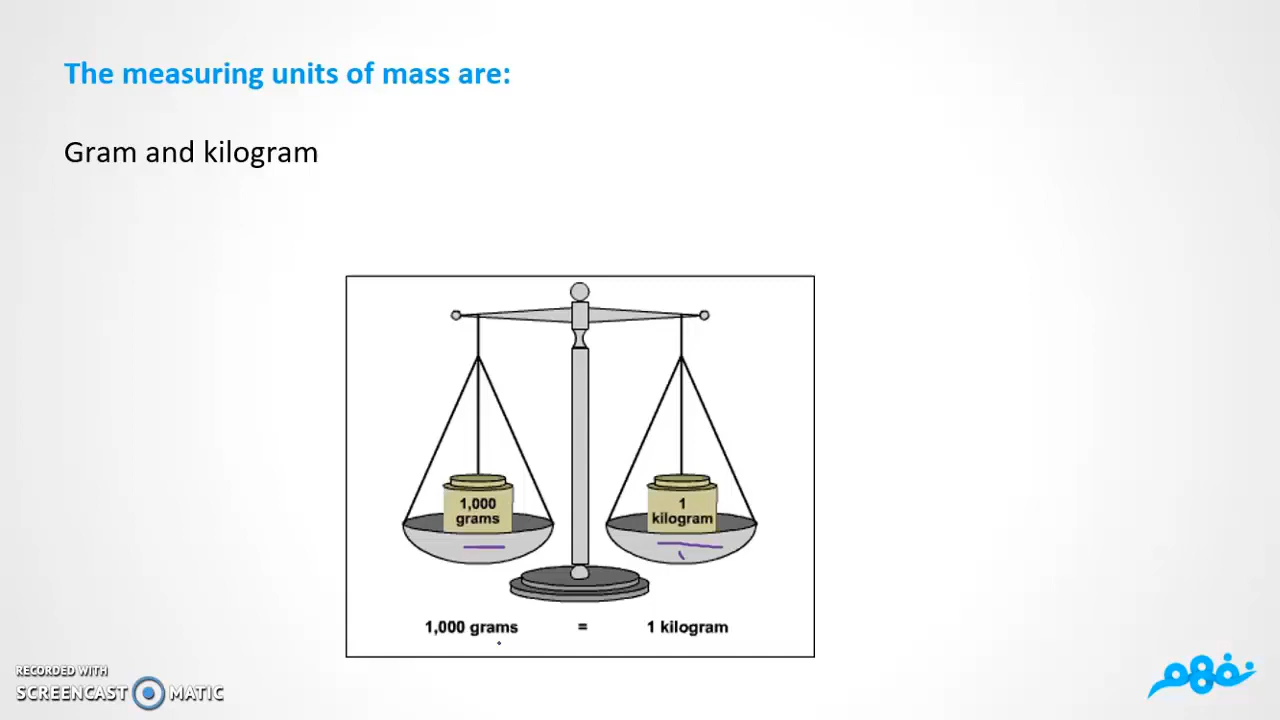 The measuring units of mass are:
Gram and kilogram
1,000
grams
1
kilogram
1,000 grams = 1 kilogram
RECORDED WITH
SCREENCAST MATIC
نفهم